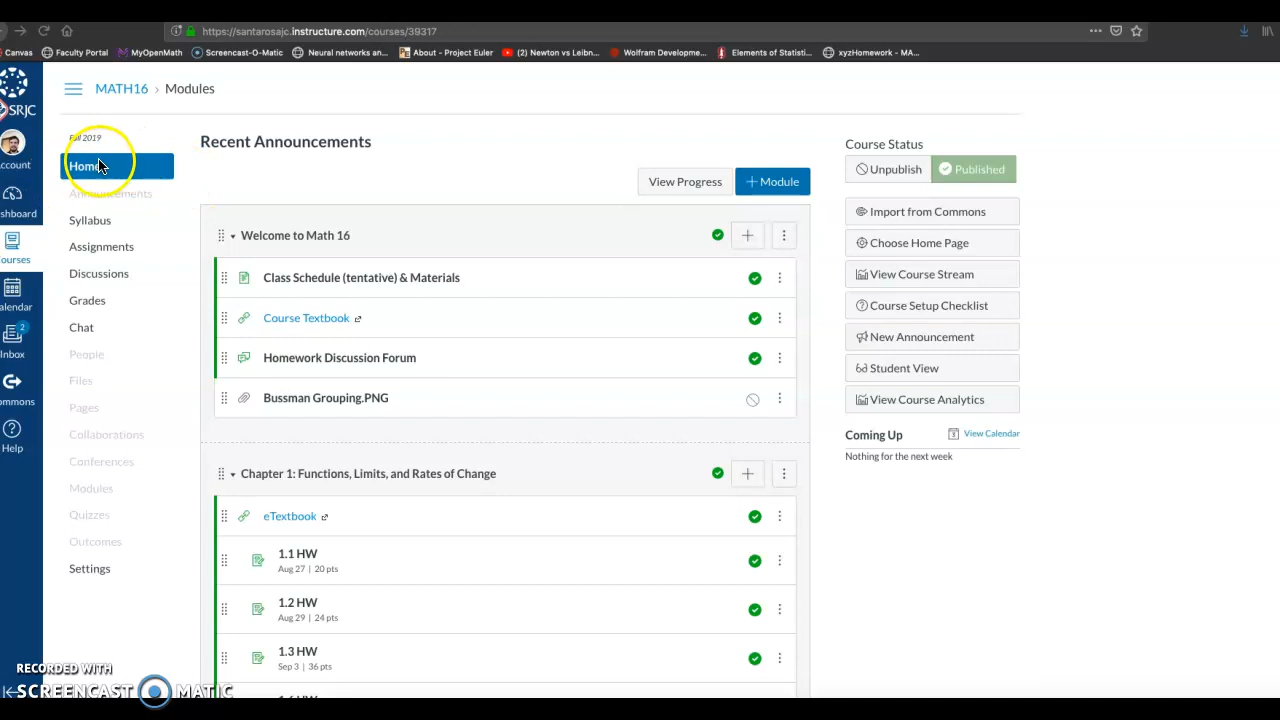 https://santarosajc.instructure.com/courses/39317
Canvas
Faculty Portal
MyOpenMath
Screencast-O-Matic
Neural networks an...
About - Project Euler
(2) Newton vs Leibn...
Wolfram Developme...
Elements of Statisti...
xyzHomework - MA...
SRJC
MATH16 › Modules
Fall 2019
Home
Announcements
Syllabus
Assignments
Discussions
Grades
Chat
People
Files
Pages
Collaborations
Conferences
Modules
Quizzes
Outcomes
Settings
ccount
shboard
ourses
lendar
2
Inbox
mmons
Help
Recent Announcements
View Progress
+ Module
Welcome to Math 16
Class Schedule (tentative) & Materials
Course Textbook
Homework Discussion Forum
Bussman Grouping.PNG
Chapter 1: Functions, Limits, and Rates of Change
eTextbook
1.1 HW
Aug 27 | 20 pts
1.2 HW
Aug 29 | 24 pts
1.3 HW
Sep 3 | 36 pts
Course Status
Unpublish
Published
Import from Commons
Choose Home Page
View Course Stream
Course Setup Checklist
New Announcement
Student View
View Course Analytics
Coming Up
View Calendar
Nothing for the next week
RECORDED WITH
SCREENCAST MATIC